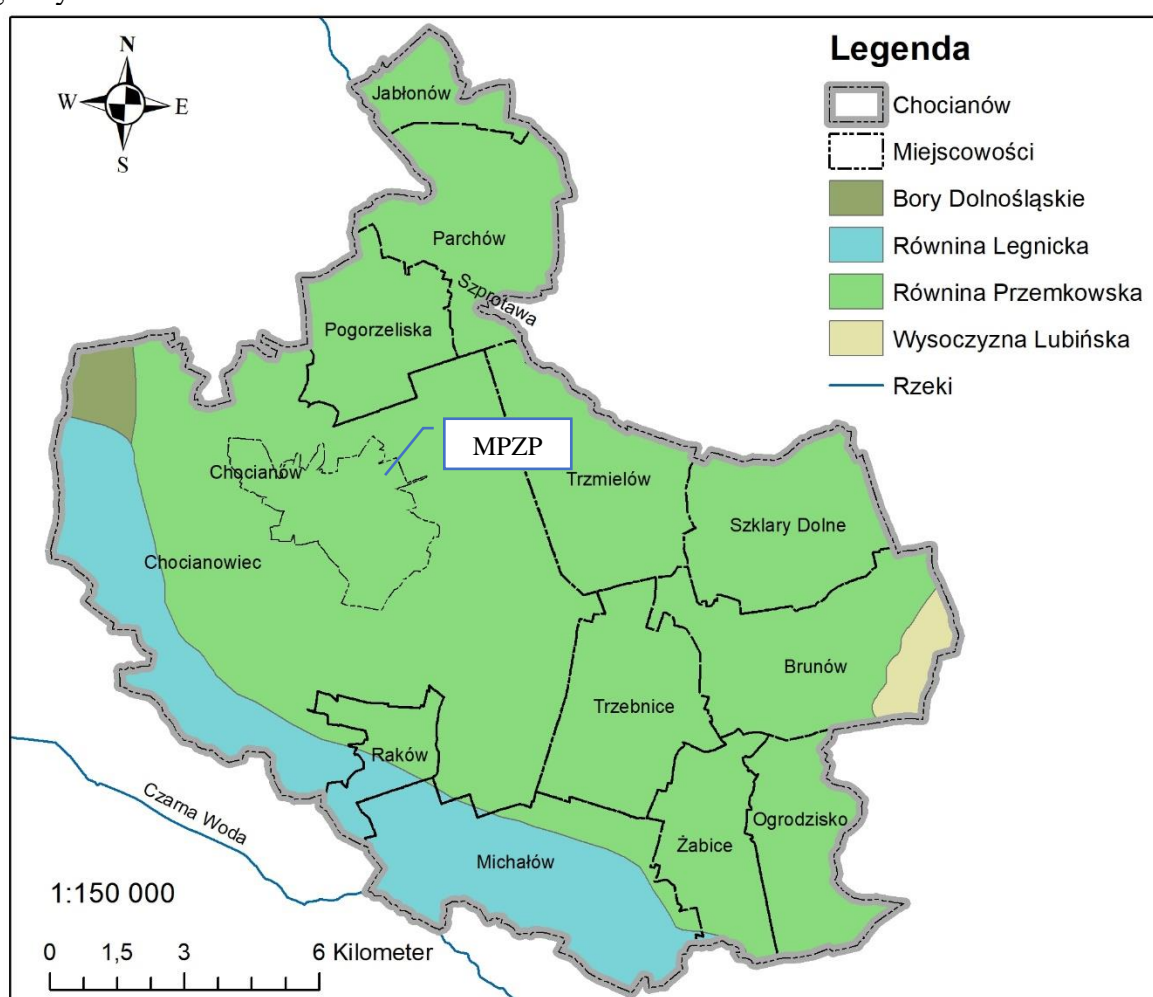 N
W E
S
Legenda
Chocianów
Miejscowości
Bory Dolnośląskie
Równina Legnicka
Równina Przemkowska
Wysoczyzna Lubińska
Rzeki
Jabłonów
Parchów
Szprotawa
Pogorzeliska
MPZP
Chocianów
Trzmielów
Szklary Dolne
Chocianowiec
Brunów
Trzebnice
Raków
Czarna Woda
Ogrodzisko
Żabice
Michałów
1:150 000
0 1,5 3 6 Kilometer